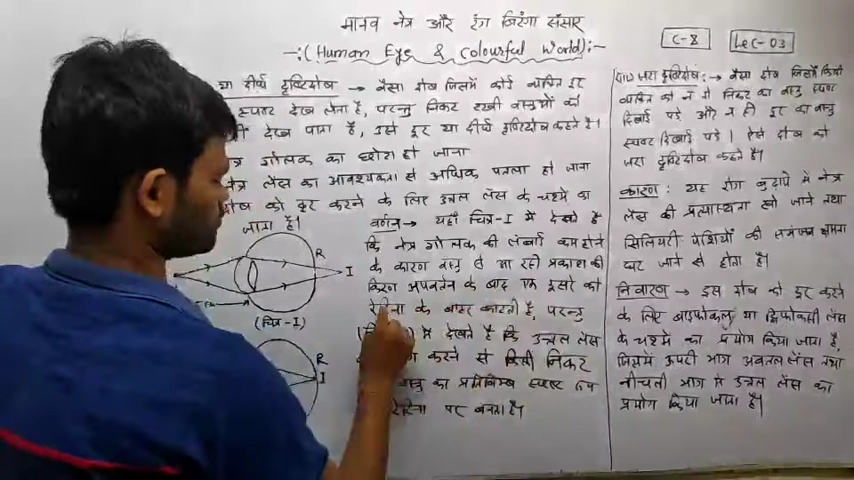 मानव नेत्र और रंग बिरंगा संसार
C-8
Lec-03
-:(Human Eye & colourful World):-
या दीर्घ दृष्टिदोष → वैसा दोष जिसमें कोई व्यक्ति दूर
स्पष्ट देख लेता है, परन्तु निकट रखी वस्तुओं को
देख पाता है, इसे दूर या दीर्घ दृष्टिदोष कहते है।
गोलक का छोटा हो जाना
नेत्र लेंस का आवश्यकता से अधिक पतला हो जाना
दोष को दूर करने के लिए उत्तल लेंस के चश्मे का
जाता है।
वर्णन → यहाँ चित्र-I में देखते है
कि नेत्र गोलक की लंबाई कम होने
के कारण वस्तु से आ रही प्रकाश की
किरण अपवर्तन के बाद एक दूसरे को
रेटिना के बाहर काटती है, परन्तु
में देखते है कि उत्तल लेंस
करने से किसी निकट
वस्तु का प्रतिबिम्ब स्पष्ट रूप
रेटिना पर बनता है।
R
I
(चित्र-I)
R
I
जरा दृष्टिदोष :→ वैसा दोष जिसमें किसी
व्यक्ति को न तो निकट का वस्तु स्पष्ट
दिखाई पड़े और न ही दूर का वस्तु
स्पष्ट दिखाई पड़े। ऐसे दोष को
जरा दृष्टिदोष कहते है।
कारण : यह रोग बुढ़ापे में नेत्र
लेंस की प्रत्यास्थता खो जाने तथा
सिलियरी पेशियों की समंजन क्षमता
घट जाने से होता है।
निवारण → इस दोष को दूर करने
के लिए बाइफोकल या द्विफोकसी लेंस
के चश्मे का प्रयोग किया जाता है,
जिसमें ऊपरी भाग अवतल लेंस तथा
नीचली भाग में उत्तल लेंस का
प्रयोग किया जाता है।